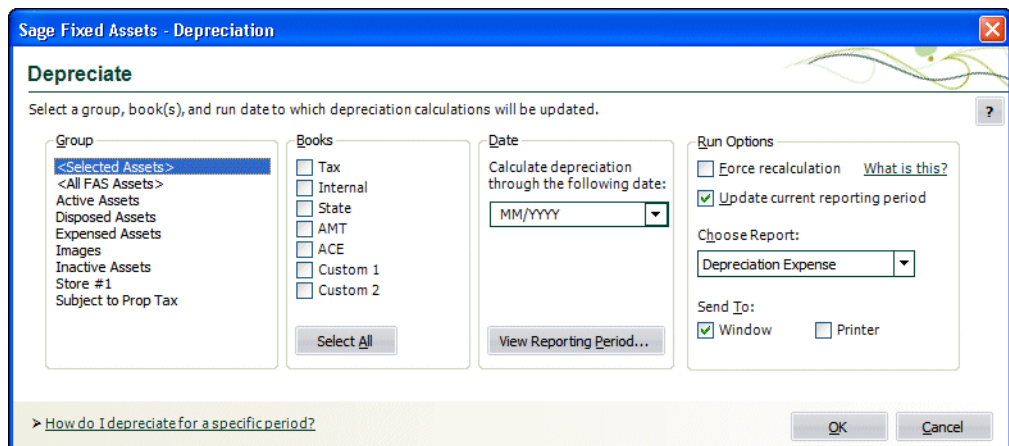 Sage Fixed Assets - Depreciation
Depreciate
Select a group, book(s), and run date to which depreciation calculations will be updated.
?
Group
<Selected Assets>
<All FAS Assets>
Active Assets
Disposed Assets
Expensed Assets
Images
Inactive Assets
Store #1
Subject to Prop Tax
Books
Tax
Internal
State
AMT
ACE
Custom 1
Custom 2
Select All
Date
Calculate depreciation
through the following date:
MM/YYYY
View Reporting Period...
Run Options
Force recalculation What is this?
Update current reporting period
Choose Report:
Depreciation Expense
Send To:
Window Printer
How do I depreciate for a specific period?
OK Cancel